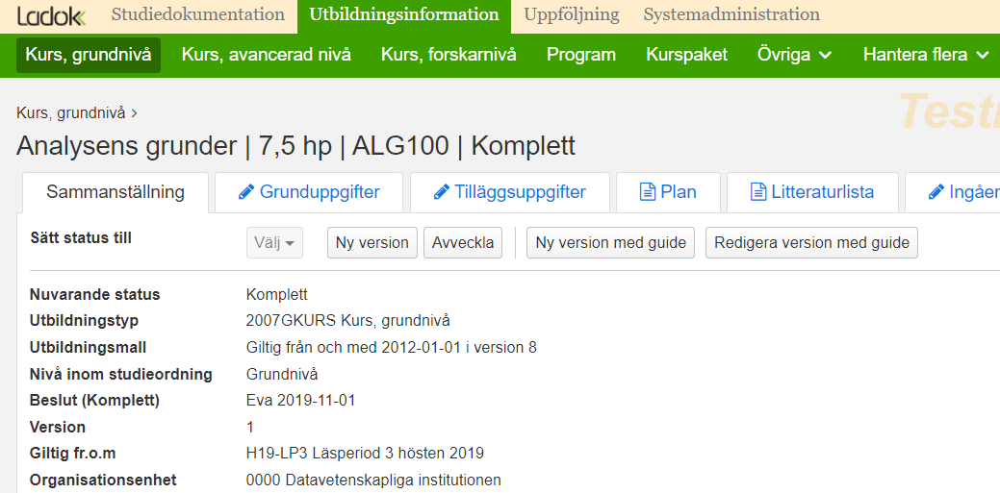 Ladok Studiedokumentation Utbildningsinformation Uppföljning Systemadministration
Kurs, grundnivå Kurs, avancerad nivå Kurs, forskarnivå Program Kurspaket Övriga Hantera flera
Kurs, grundnivå ›
Analysens grunder | 7,5 hp | ALG100 | Komplett
Sammanställning Grunduppgifter Tilläggsuppgifter Plan Litteraturlista
Sätt status till Välj Ny version Avveckla Ny version med guide Redigera version med guide
Nuvarande status Komplett
Utbildningstyp 2007GKURS Kurs, grundnivå
Utbildningsmall Giltig från och med 2012-01-01 i version 8
Nivå inom studieordning Grundnivå
Beslut (Komplett) Eva 2019-11-01
Version 1
Giltig fr.o.m H19-LP3 Läsperiod 3 hösten 2019
Organisationsenhet 0000 Datavetenskapliga institutionen